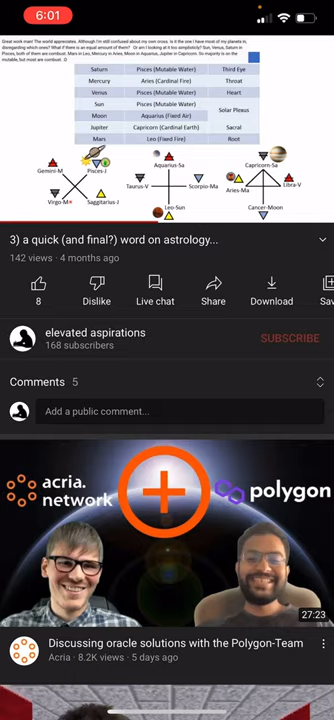 6:01
Great work man! The world appreciates. Although I'm still confused about my own cross. Is it the one I have most of my planets in,
disregarding which ones? What if there is an equal amount of them? Or am I looking at it too simplisticly? Sun, Venus, Saturn in
Pisces, both of them are combust. Mars in Leo, Mercury in Aries, Moon in Aquarius, Jupiter in Capricorn. So majority is on the
mutable, but most are combust. :D
Saturn Pisces (Mutable Water) Third Eye
Mercury Aries (Cardinal Fire) Throat
Venus Pisces (Mutable Water) Heart
Sun Pisces (Mutable Water) Solar Plexus
Moon Aquarius (Fixed Air)
Jupiter Capricorn (Cardinal Earth) Sacral
Mars Leo (Fixed Fire) Root
Gemini-M Pisces-J
Virgo-M Saggitarius-J
Aquarius-Sa
Taurus-V Scorpio-Ma
Leo-Sun
Capricorn-Sa
Aries-Ma Libra-V
Cancer-Moon
3) a quick (and final?) word on astrology...
142 views · 4 months ago
8 Dislike Live chat Share Download Sav
elevated aspirations
168 subscribers
SUBSCRIBE
Comments 5
Add a public comment...
acria.
network
polygon
27:23
Discussing oracle solutions with the Polygon-Team
Acria · 8.2K views · 5 days ago